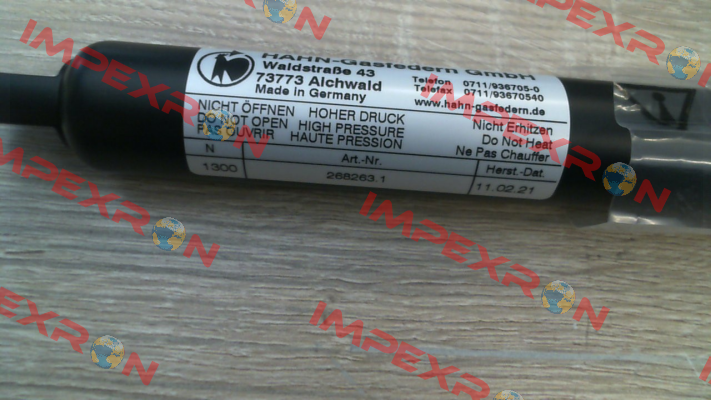 HAHN-Gasfedern GmbH
Waldstraße 43
73773 Aichwald
Made in Germany
Telefon 0711/936705-0
Telefax 0711/93670540
www.hahn-gasfedern.de
NICHT ÖFFNEN HOHER DRUCK Nicht Erhitzen
DO NOT OPEN HIGH PRESSURE Do Not Heat
PAS OUVRIR HAUTE PRESSION Ne Pas Chauffer
N Art.-Nr. Herst.-Dat.
1300 268263.1 11.02.21
IMPEXRON
IMPEXRON
IMPEXRON
IMPEXRON
IMPEXRON
IMPEXRON